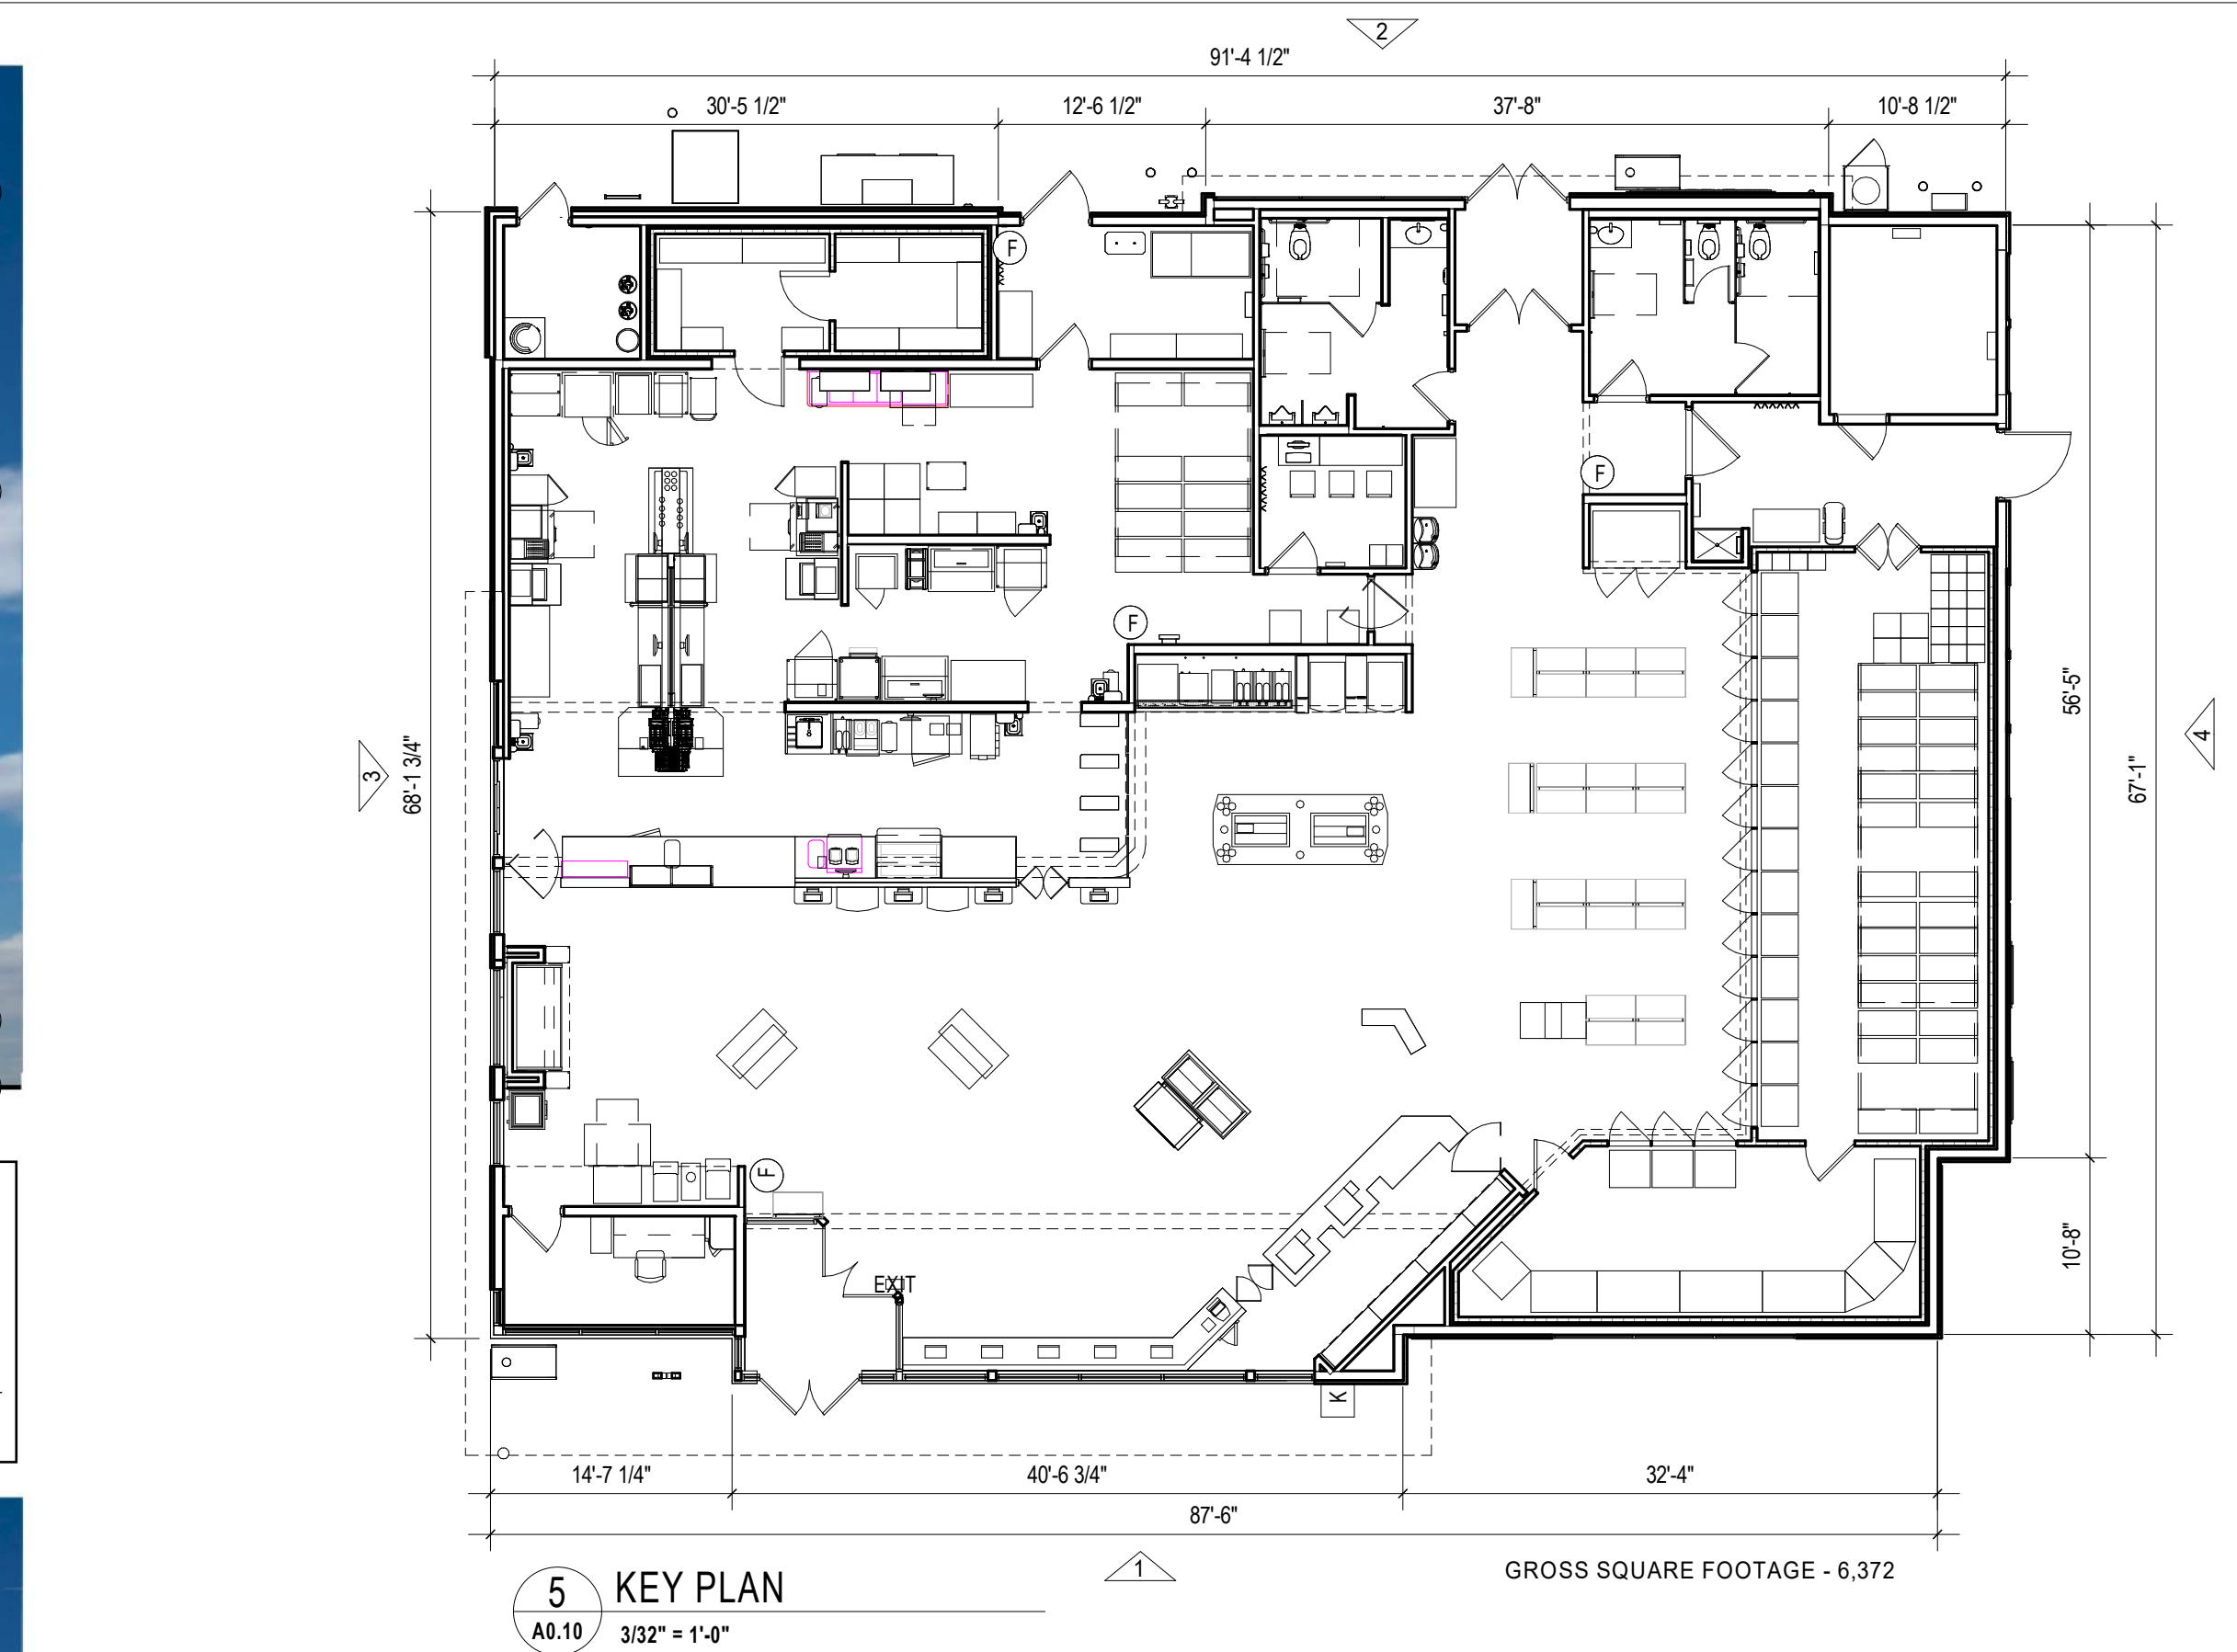 2
91'-4 1/2"
30'-5 1/2"
12'-6 1/2"
37'-8"
10'-8 1/2"
F
F
F
3
68'-1 3/4"
56'-5"
67'-1"
4
F
10'-8"
EXIT
K
14'-7 1/4"
40'-6 3/4"
32'-4"
87'-6"
1
GROSS SQUARE FOOTAGE - 6,372
5
KEY PLAN
A0.10
3/32" = 1'-0"